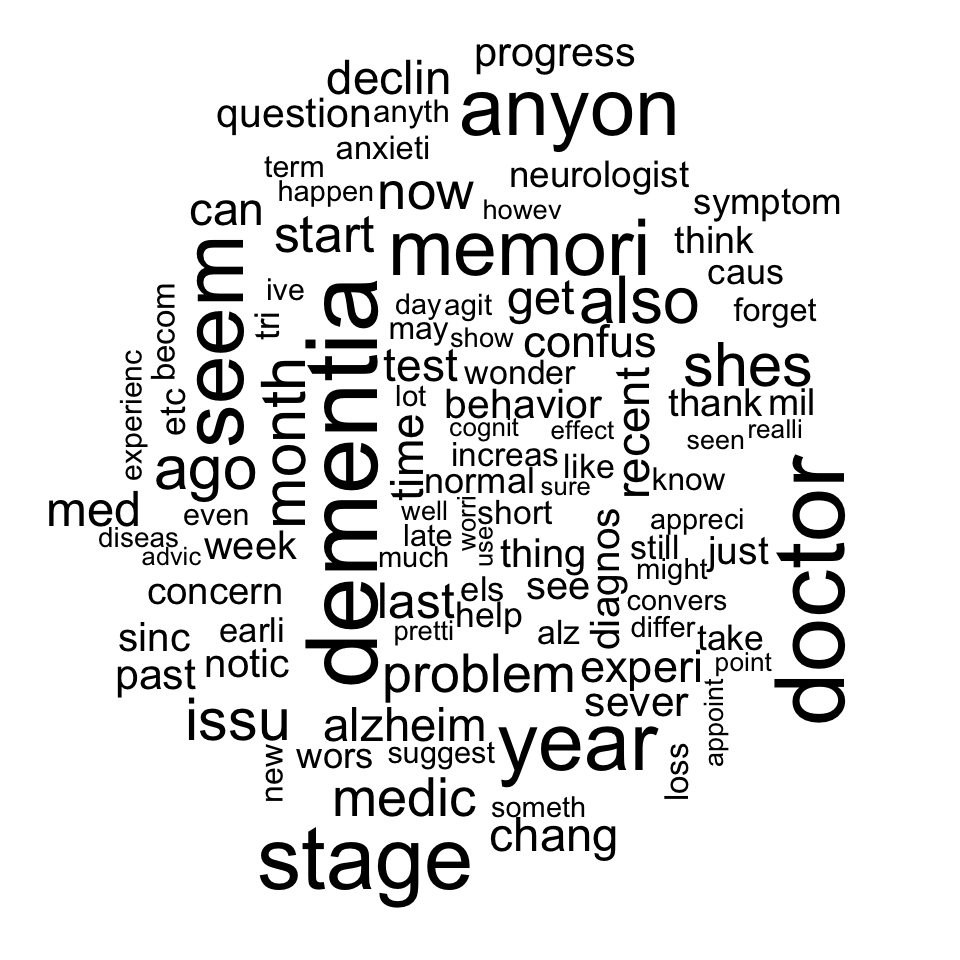 progress
declin
question anyth anyon
anxieti
term
happen now neurologist
can howev symptom
start memori think
seem caus
ive day agit get also forget
becom tri dementia may show confus
test wonder shes
experienc etc month lot behavior recent thank mil
time cognit effect seen realli
ago increas like
normal sure know
med even well worri short appreci doctor
diseas late use diagnos
advic week much thing still just
might
concern last els see convers
help
sinc earli pretti alz differ take
past notic problem experi point
sever appoint
issu alzheim year
new wors suggest loss
medic someth
chang
stage